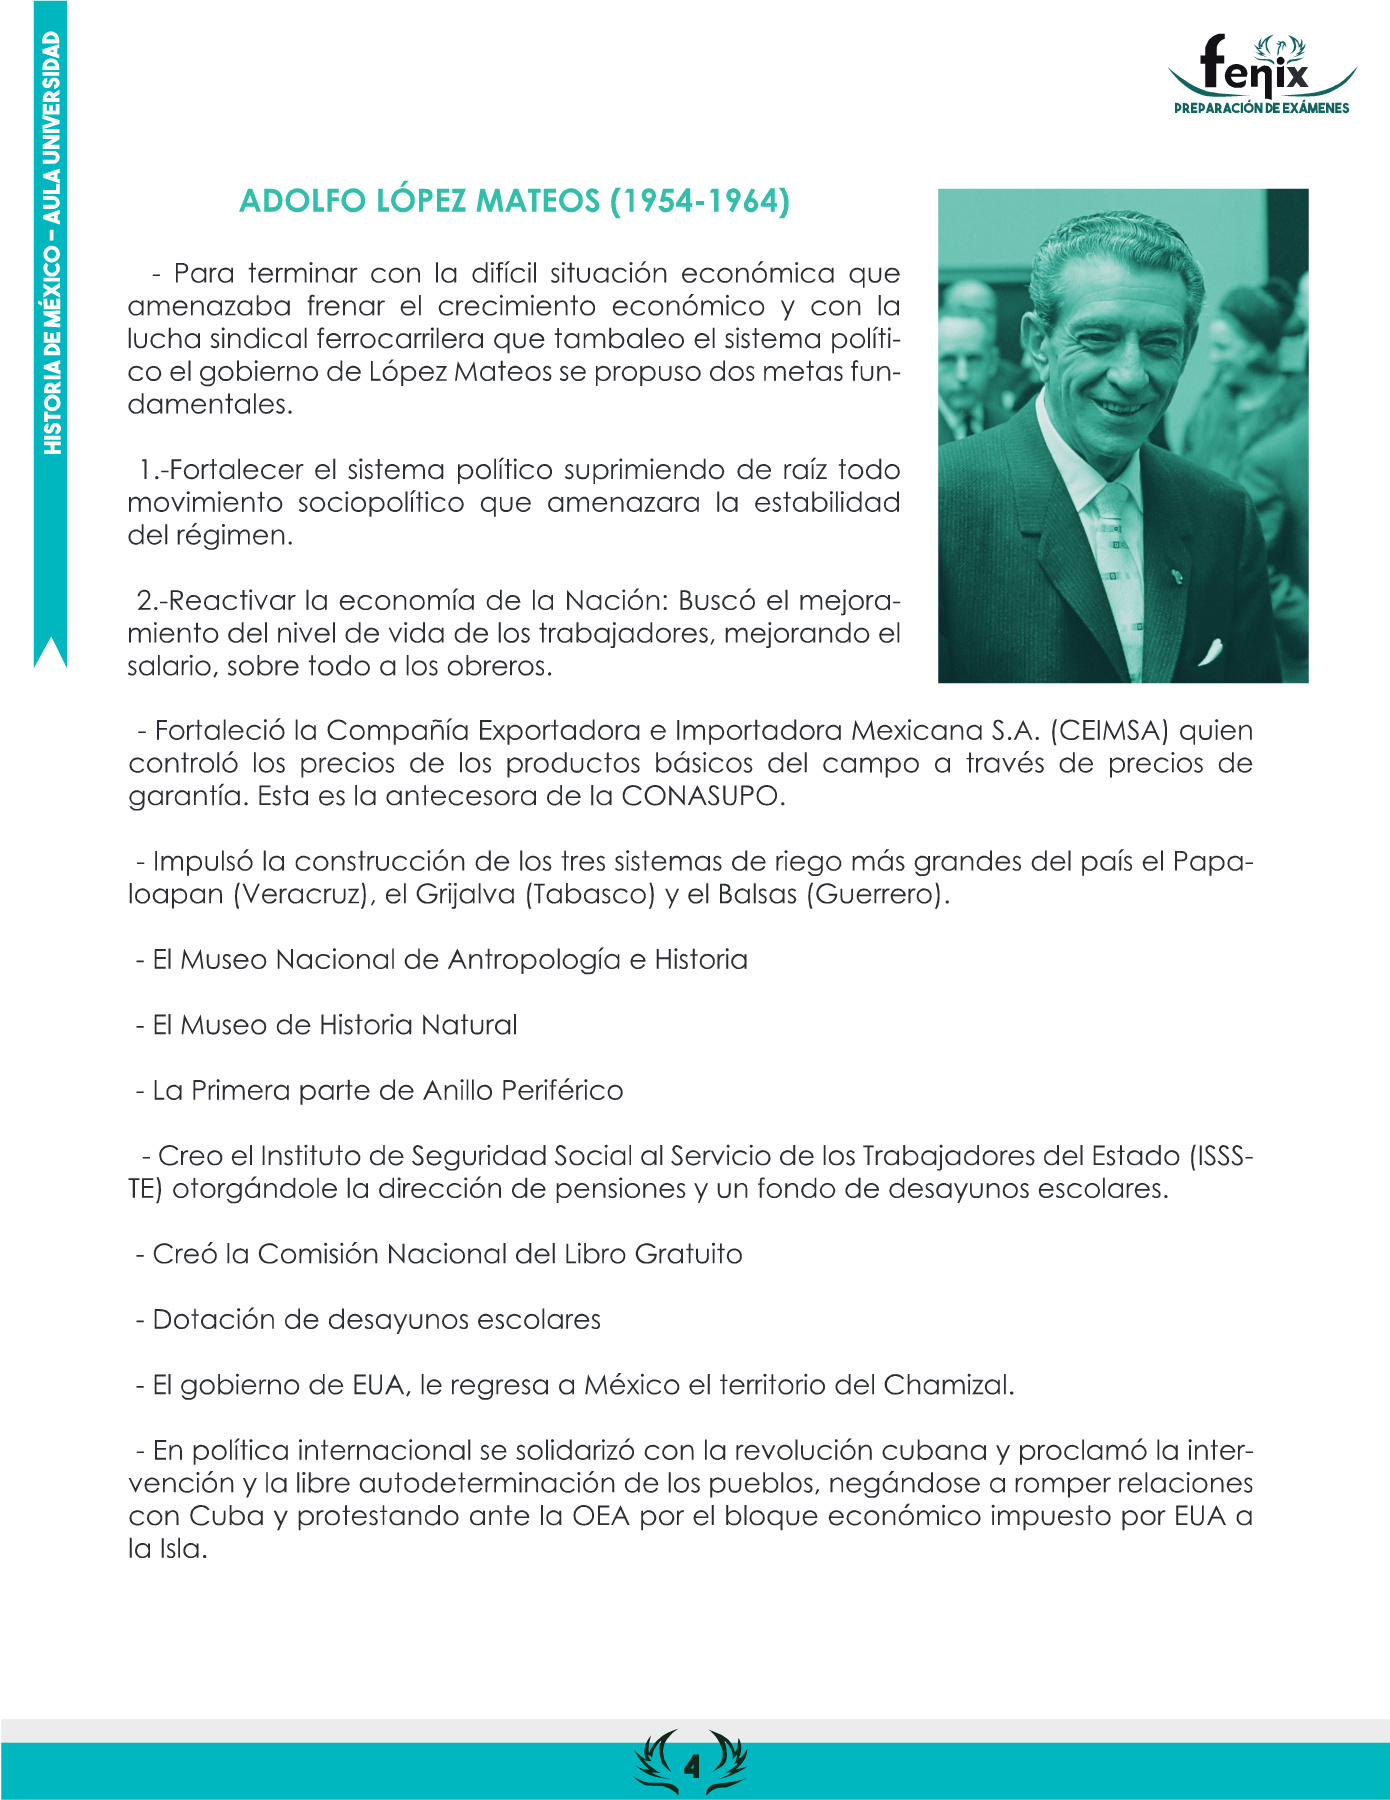 HISTORIA DE MÉXICO – AULA UNIVERSIDAD
fenix
PREPARACIÓN DE EXÁMENES
ADOLFO LÓPEZ MATEOS (1954-1964)
- Para terminar con la difícil situación económica que
amenazaba frenar el crecimiento económico y con la
lucha sindical ferrocarrilera que tambaleo el sistema políti-
co el gobierno de López Mateos se propuso dos metas fun-
damentales.
1.-Fortalecer el sistema político suprimiendo de raíz todo
movimiento sociopolítico que amenazara la estabilidad
del régimen.
2.-Reactivar la economía de la Nación: Buscó el mejora-
miento del nivel de vida de los trabajadores, mejorando el
salario, sobre todo a los obreros.
- Fortaleció la Compañía Exportadora e Importadora Mexicana S.A. (CEIMSA) quien
controló los precios de los productos básicos del campo a través de precios de
garantía. Esta es la antecesora de la CONASUPO.
- Impulsó la construcción de los tres sistemas de riego más grandes del país el Papa-
loapan (Veracruz), el Grijalva (Tabasco) y el Balsas (Guerrero).
- El Museo Nacional de Antropología e Historia
- El Museo de Historia Natural
- La Primera parte de Anillo Periférico
- Creo el Instituto de Seguridad Social al Servicio de los Trabajadores del Estado (ISSS-
TE) otorgándole la dirección de pensiones y un fondo de desayunos escolares.
- Creó la Comisión Nacional del Libro Gratuito
- Dotación de desayunos escolares
- El gobierno de EUA, le regresa a México el territorio del Chamizal.
- En política internacional se solidarizó con la revolución cubana y proclamó la inter-
vención y la libre autodeterminación de los pueblos, negándose a romper relaciones
con Cuba y protestando ante la OEA por el bloque económico impuesto por EUA a
la Isla.
4